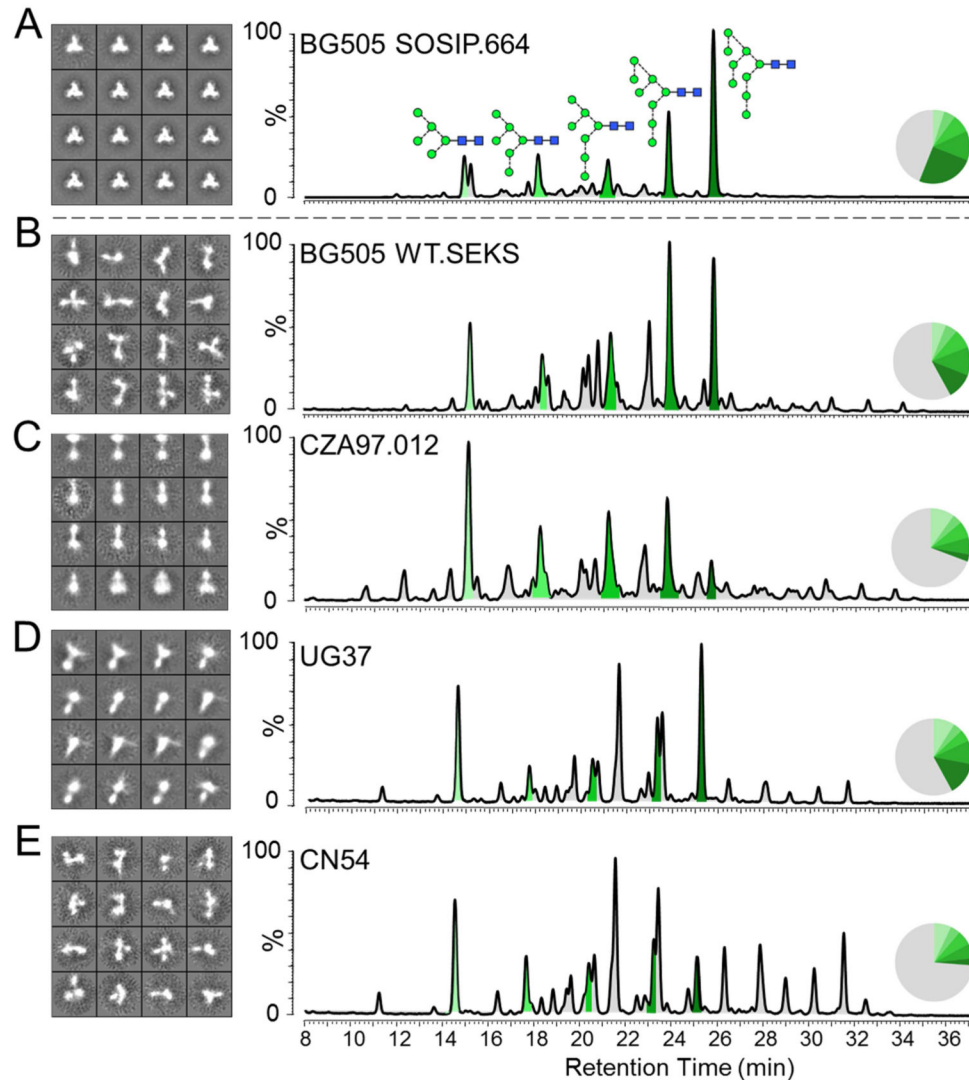 A
100
BG505 SOSIP.664
%
0
B
100
BG505 WT.SEKS
%
0
C
100
CZA97.012
%
0
D
100
UG37
%
0
E
100
CN54
%
0
8 10 12 14 16 18 20 22 24 26 28 30 32 34 36
Retention Time (min)